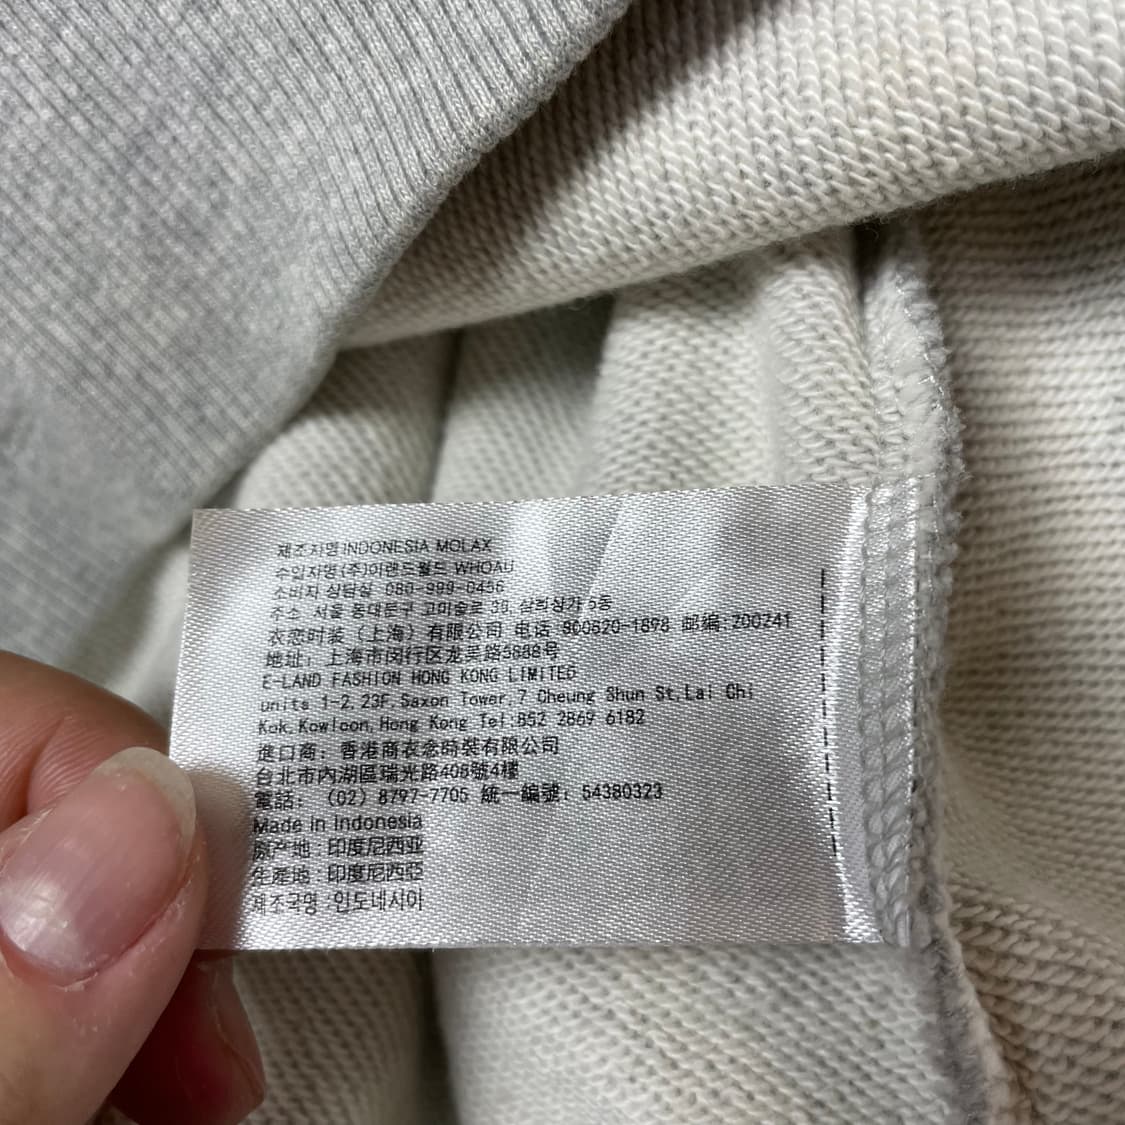 제조자명 INDONESIA MOLAX
수입자명 (주)이랜드월드 WHOAU
소비자 상담실 080-999-0456
주소 서울 동대문구 고미술로 39, 삼희상가 5동
衣恋时装（上海）有限公司 电话 800820-1898 邮编:200241
地址: 上海市闵行区龙吴路5888号
E-LAND FASHION HONG KONG LIMITED
units 1-2,23F,Saxon Tower,7 Cheung Shun St,Lai Chi
Kok,Kowloon,Hong Kong Tel:852 2869 6182
進口商: 香港商衣念時裝有限公司
台北市內湖區瑞光路408號4樓
電話: （02）8797-7705 統一編號: 54380323
Made in Indonesia
原产地:印度尼西亚
生產地:印度尼西亞
제조국명:인도네시아